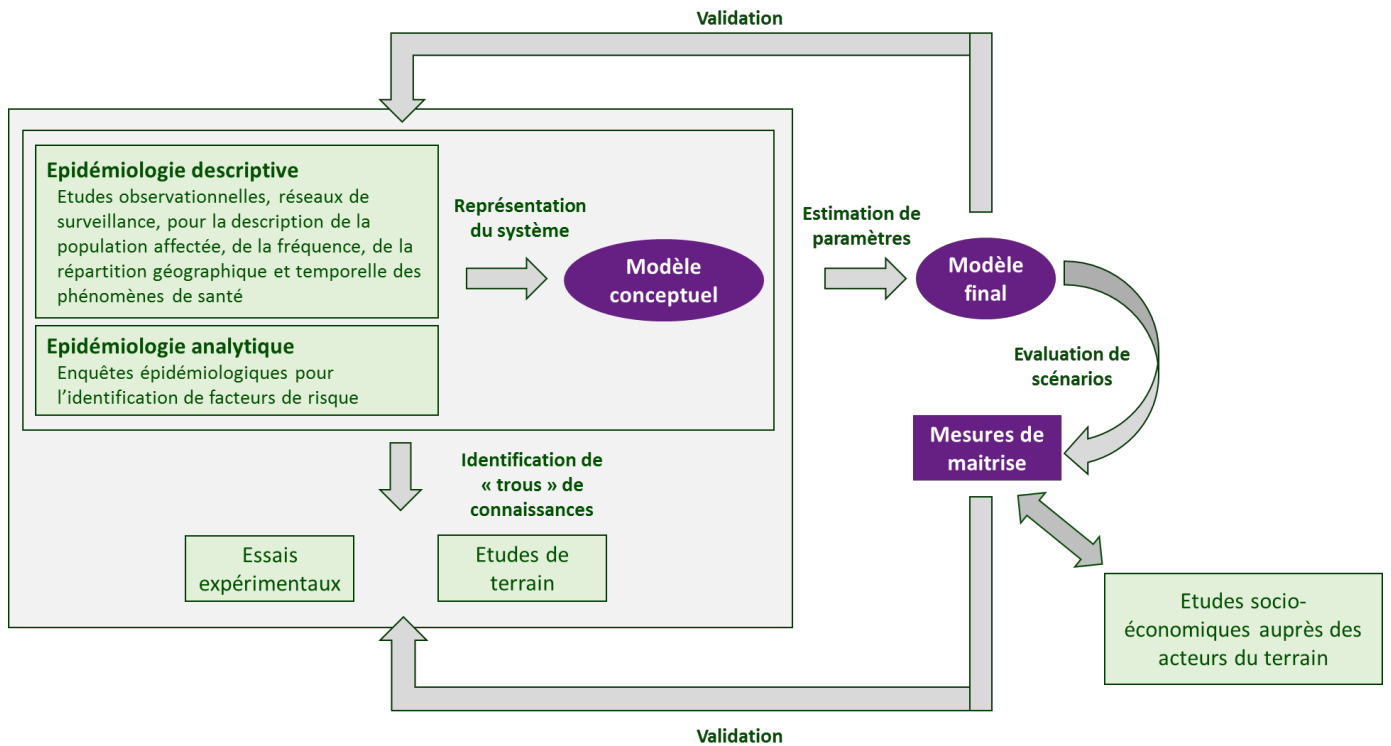 Validation
Epidémiologie descriptive
Etudes observationnelles, réseaux de
surveillance, pour la description de la
population affectée, de la fréquence, de la
répartition géographique et temporelle des
phénomènes de santé
Représentation
du système
Modèle
conceptuel
Estimation de
paramètres
Modèle
final
Epidémiologie analytique
Enquêtes épidémiologiques pour
l'identification de facteurs de risque
Evaluation de
scénarios
Mesures de
maitrise
Identification de
« trous » de
connaissances
Essais
expérimentaux
Etudes de
terrain
Etudes socio-
économiques auprès des
acteurs du terrain
Validation